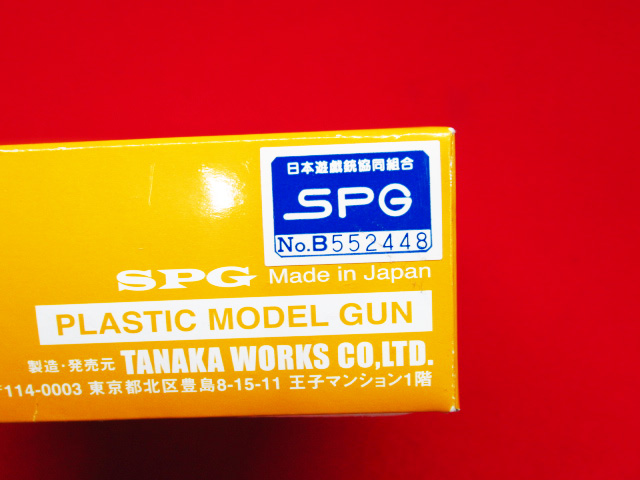 日本遊戯銃協同組合
SPG
No.B552448
SPG Made in Japan
PLASTIC MODEL GUN
製造・発売元 TANAKA WORKS CO,LTD.
〒114-0003 東京都北区豊島8-15-11 王子マンション1階